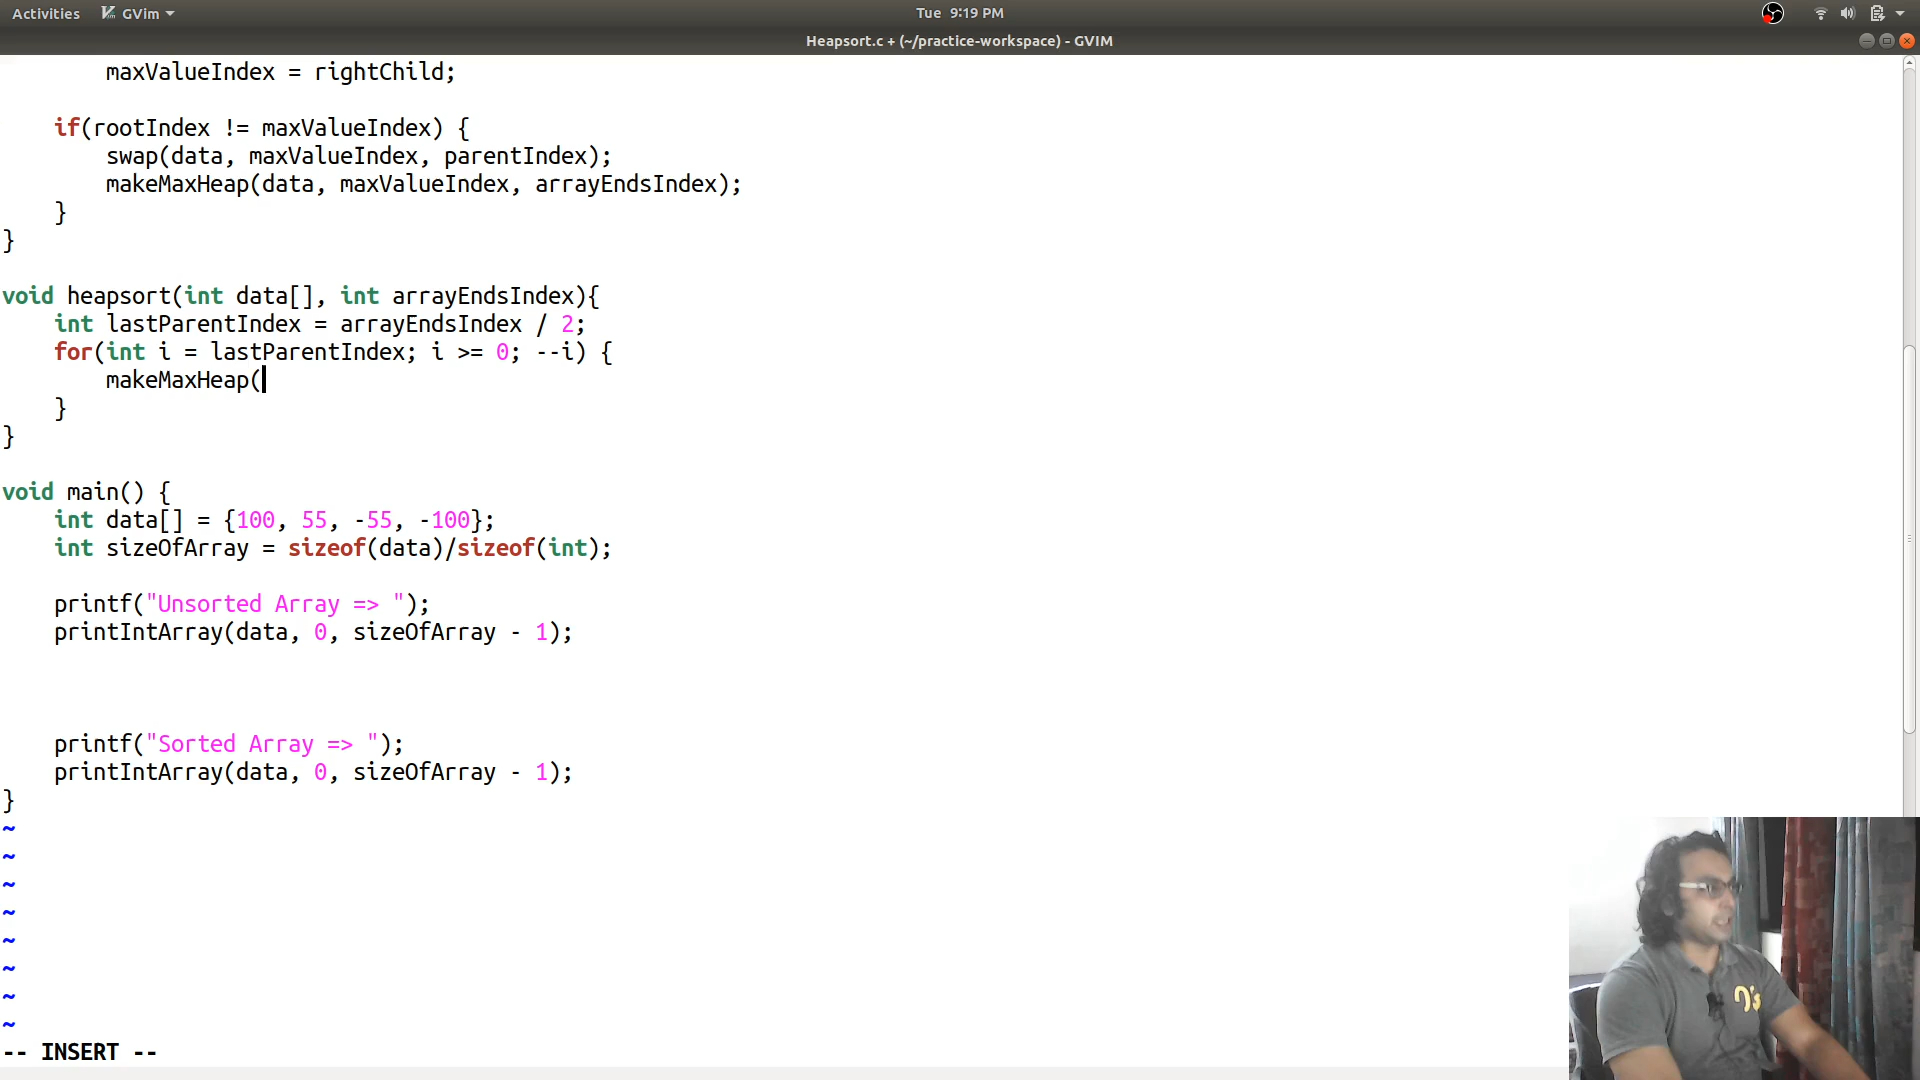 Activities GVim Tue 9:19 PM
Heapsort.c + (~/practice-workspace) - GVIM
maxValueIndex = rightChild;
if(rootIndex != maxValueIndex) {
swap(data, maxValueIndex, parentIndex);
makeMaxHeap(data, maxValueIndex, arrayEndsIndex);
}
}
void heapsort(int data[], int arrayEndsIndex){
int lastParentIndex = arrayEndsIndex / 2;
for(int i = lastParentIndex; i >= 0; --i) {
makeMaxHeap(
}
}
void main() {
int data[] = {100, 55, -55, -100};
int sizeOfArray = sizeof(data)/sizeof(int);
printf("Unsorted Array => ");
printIntArray(data, 0, sizeOfArray - 1);
printf("Sorted Array => ");
printIntArray(data, 0, sizeOfArray - 1);
}
~
~
~
~
~
~
~
~
-- INSERT --